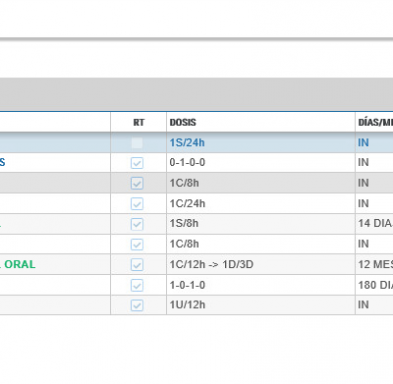 RT DOSIS DÍAS/M
1S/24h IN
S 0-1-0-0 IN
1C/8h IN
1C/24h IN
1S/8h 14 DIA
1C/8h IN
ORAL 1C/12h -> 1D/3D 12 MES
1-0-1-0 180 DI
1U/12h IN